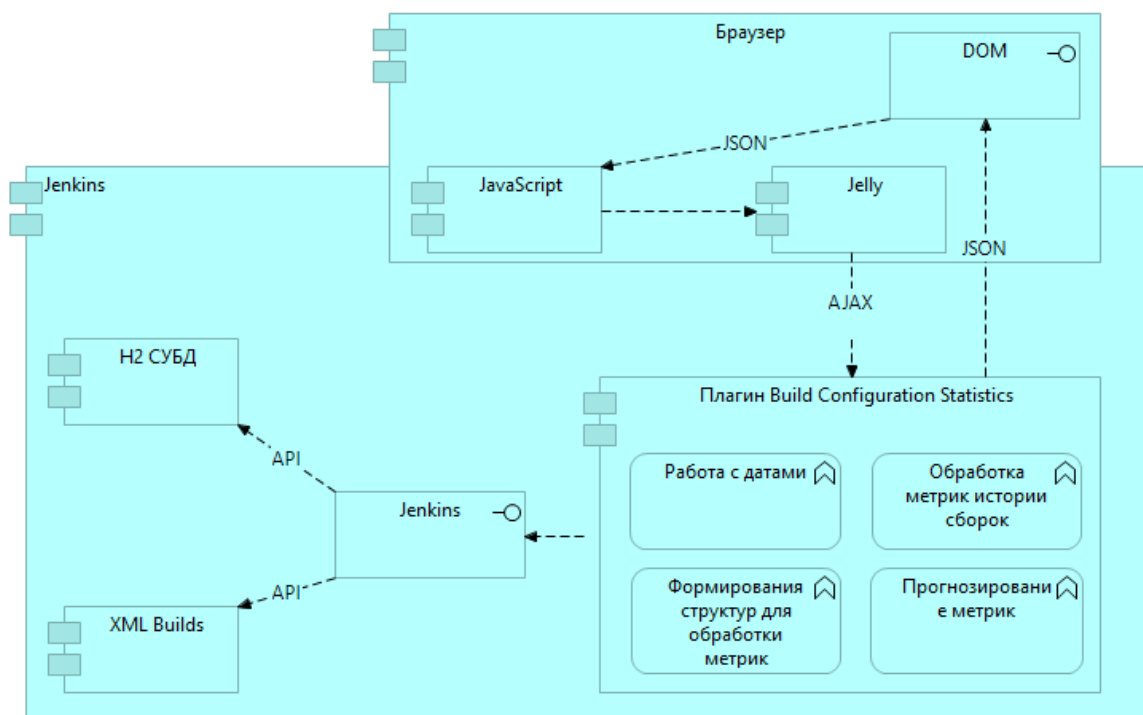 Браузер
DOM
JSON
Jenkins
JavaScript
Jelly
JSON
AJAX
H2 СУБД
Плагин Build Configuration Statistics
API
Работа с датами
Обработка
метрик истории
сборок
Jenkins
API
Формирования
структур для
обработки
метрик
Прогнозировани
е метрик
XML Builds